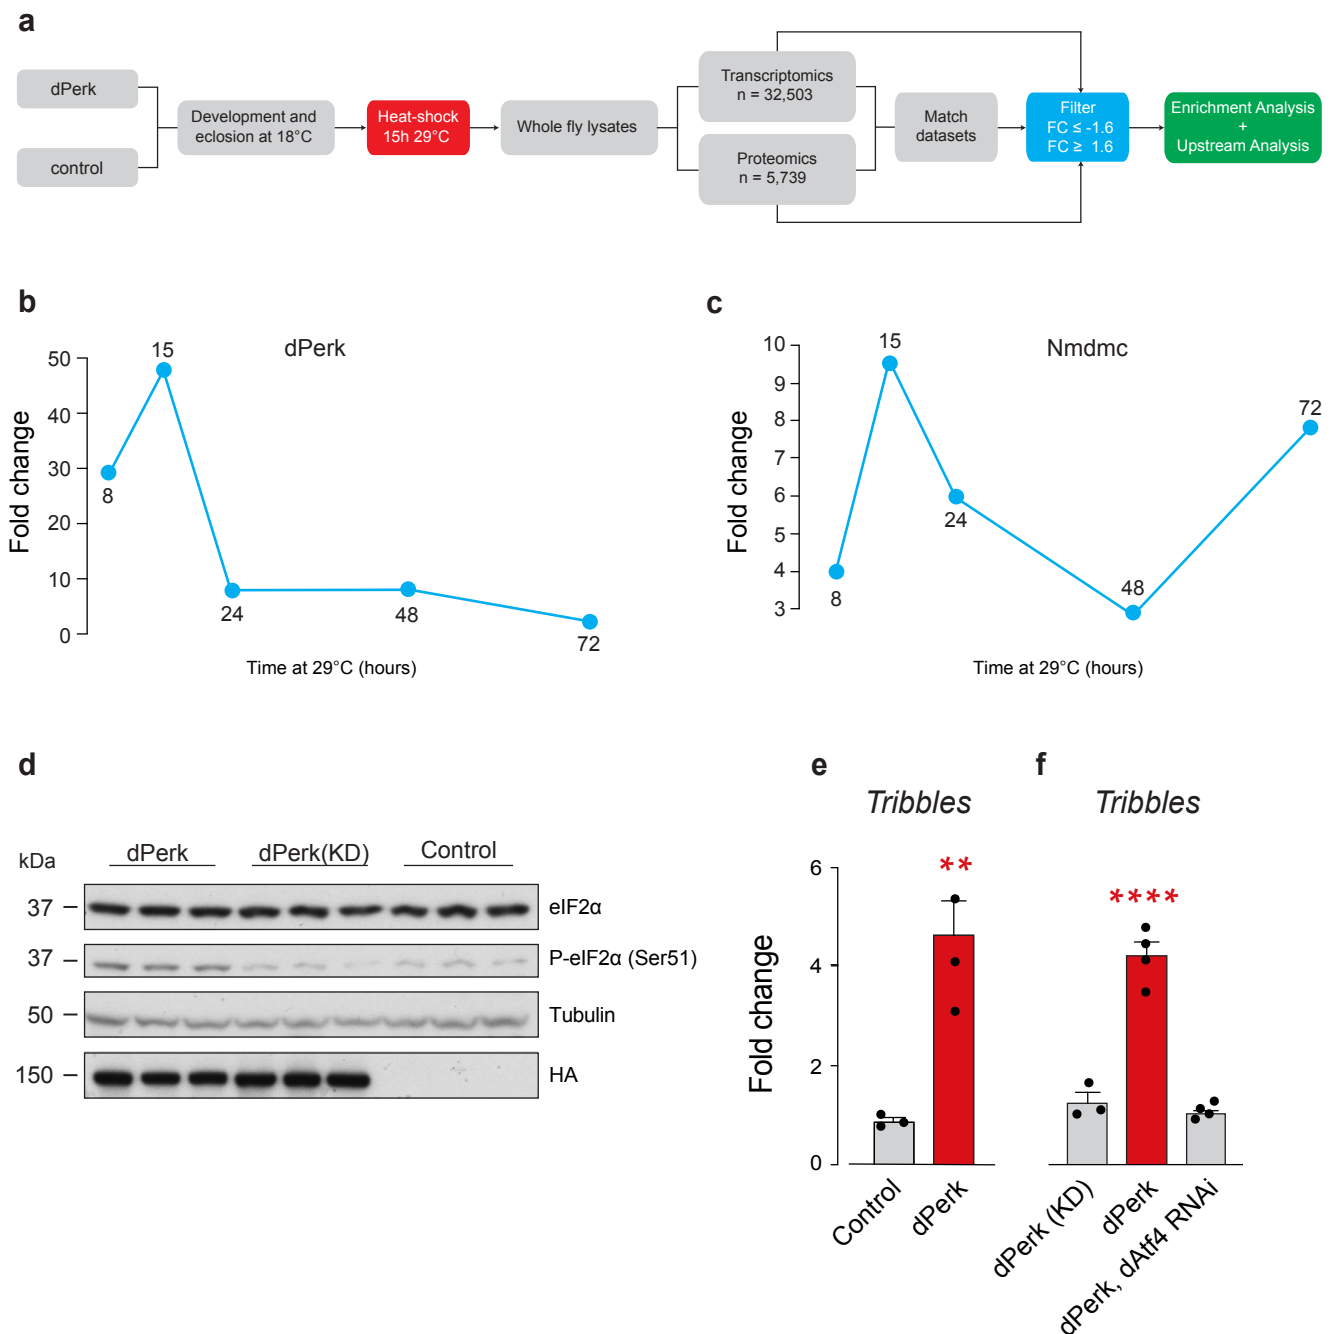 a
dPerk
control
Development and
eclosion at 18°C
Heat-shock
15h 29°C
Whole fly lysates
Transcriptomics
n = 32,503
Proteomics
n = 5,739
Match
datasets
Filter
FC ≤ -1.6
FC ≥ 1.6
Enrichment Analysis
+
Upstream Analysis
b
dPerk
Fold change
50
40
30
20
10
0
8
15
24
48
72
Time at 29°C (hours)
c
Nmdmc
Fold change
10
9
8
7
6
5
4
3
8
15
24
48
72
Time at 29°C (hours)
d
kDa
dPerk
dPerk(KD)
Control
37
eIF2α
37
P-eIF2α (Ser51)
50
Tubulin
150
HA
e
Tribbles
Fold change
6
4
2
0
**
Control
dPerk
f
Tribbles
****
dPerk (KD)
dPerk
dPerk, dAtf4 RNAi